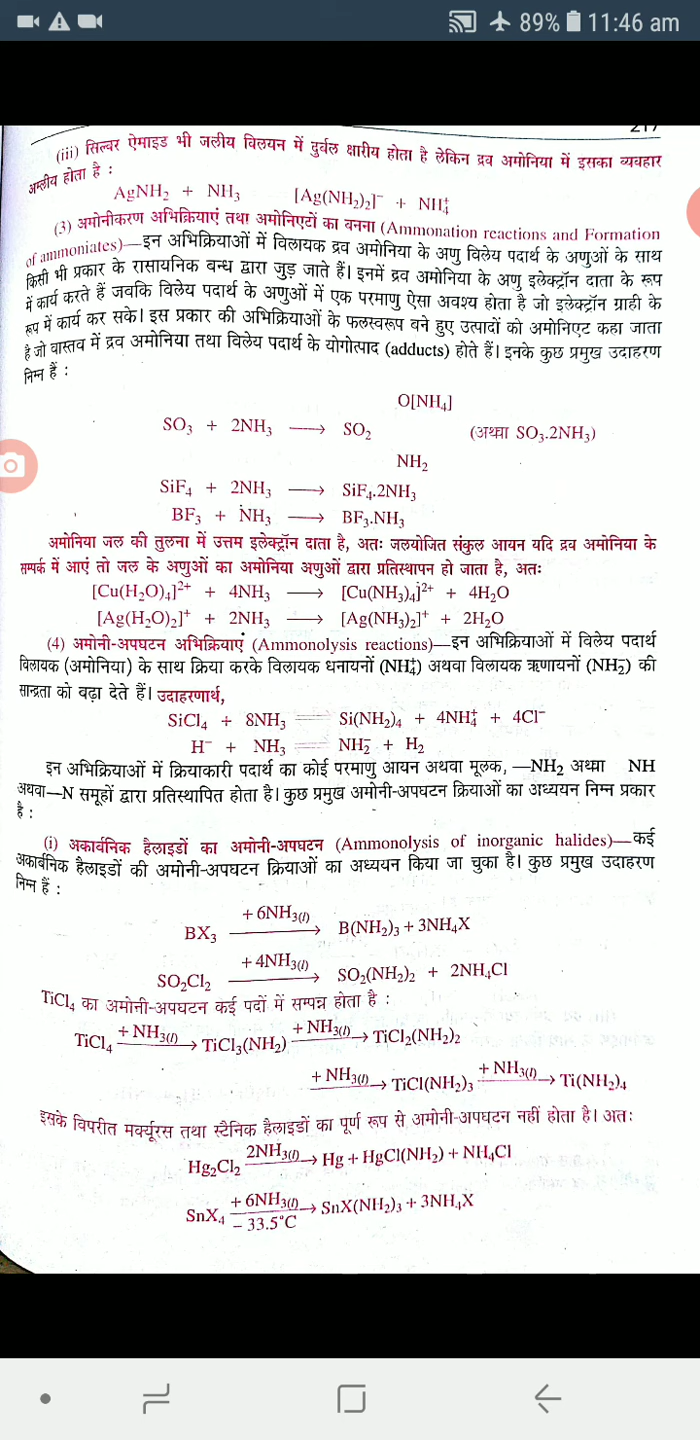 89% 11:46 am
217
(iii) सिल्वर ऐमाइड भी जलीय विलयन में दुर्वल क्षारीय होता है लेकिन द्रव अमोनिया में इसका व्यवहार
अम्लीय होता है :
AgNH₂ + NH₃ [Ag(NH₂)₂]⁻ + NH₄⁺
(3) अमोनीकरण अभिक्रियाएं तथा अमोनिएटों का वनना (Ammonation reactions and Formation
of ammoniates)—इन अभिक्रियाओं में विलायक द्रव अमोनिया के अणु विलेय पदार्थ के अणुओं के साथ
किसी भी प्रकार के रासायनिक बन्ध द्वारा जुड़ जाते हैं। इनमें द्रव अमोनिया के अणु इलेक्ट्रॉन दाता के रूप
में कार्य करते हैं जबकि विलेय पदार्थ के अणुओं में एक परमाणु ऐसा अवश्य होता है जो इलेक्ट्रॉन ग्राही के
रूप में कार्य कर सके। इस प्रकार की अभिक्रियाओं के फलस्वरूप बने हुए उत्पादों को अमोनिएट कहा जाता
है जो वास्तव में द्रव अमोनिया तथा विलेय पदार्थ के योगोत्पाद (adducts) होते हैं। इनके कुछ प्रमुख उदाहरण
निम्न हैं :
O[NH₄]
SO₃ + 2NH₃ ⟶ SO₂ (अथवा SO₃.2NH₃)
NH₂
SiF₄ + 2NH₃ ⟶ SiF₄.2NH₃
BF₃ + NH₃ ⟶ BF₃.NH₃
अमोनिया जल की तुलना में उत्तम इलेक्ट्रॉन दाता है, अतः जलयोजित संकुल आयन यदि द्रव अमोनिया के
सम्पर्क में आएं तो जल के अणुओं का अमोनिया अणुओं द्वारा प्रतिस्थापन हो जाता है, अतः
[Cu(H₂O)₄]²⁺ + 4NH₃ ⟶ [Cu(NH₃)₄]²⁺ + 4H₂O
[Ag(H₂O)₂]⁺ + 2NH₃ ⟶ [Ag(NH₃)₂]⁺ + 2H₂O
(4) अमोनी-अपघटन अभिक्रियाएं (Ammonolysis reactions)—इन अभिक्रियाओं में विलेय पदार्थ
विलायक (अमोनिया) के साथ क्रिया करके विलायक धनायनों (NH₄⁺) अथवा विलायक ऋणायनों (NH₂⁻) की
सान्द्रता को बढ़ा देते हैं। उदाहरणार्थ,
SiCl₄ + 8NH₃ ═ Si(NH₂)₄ + 4NH₄⁺ + 4Cl⁻
H⁻ + NH₃ ═ NH₂⁻ + H₂
इन अभिक्रियाओं में क्रियाकारी पदार्थ का कोई परमाणु आयन अथवा मूलक, —NH₂ अथवा NH
अथवा—N समूहों द्वारा प्रतिस्थापित होता है। कुछ प्रमुख अमोनी-अपघटन क्रियाओं का अध्ययन निम्न प्रकार
है :
(i) अकार्वनिक हैलाइडों का अमोनी-अपघटन (Ammonolysis of inorganic halides)—कई
अकार्बनिक हैलाइडों की अमोनी-अपघटन क्रियाओं का अध्ययन किया जा चुका है। कुछ प्रमुख उदाहरण
निम्न हैं :
BX₃ +6NH₃(l) ⟶ B(NH₂)₃ + 3NH₄X
SO₂Cl₂ +4NH₃(l) ⟶ SO₂(NH₂)₂ + 2NH₄Cl
TiCl₄ का अमोनी-अपघटन कई पदों में सम्पन्न होता है :
TiCl₄ +NH₃(l) ⟶ TiCl₃(NH₂) +NH₃(l) ⟶ TiCl₂(NH₂)₂
+NH₃(l) ⟶ TiCl(NH₂)₃ +NH₃(l) ⟶ Ti(NH₂)₄
इसके विपरीत मर्क्यूरस तथा स्टैनिक हैलाइडों का पूर्ण रूप से अमोनी-अपघटन नहीं होता है। अतः
Hg₂Cl₂ 2NH₃(l) ⟶ Hg + HgCl(NH₂) + NH₄Cl
SnX₄ +6NH₃(l) −33.5°C ⟶ SnX(NH₂)₃ + 3NH₄X